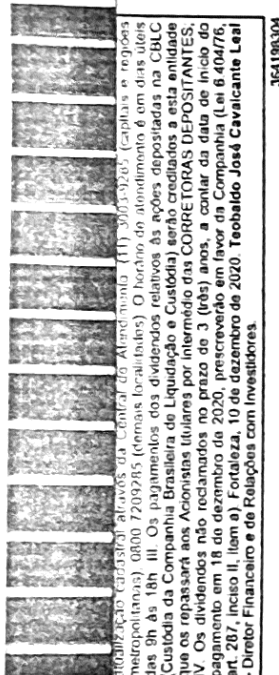 atualização cadastral através da Central de Atendimento (11) 3003-9285 (capitais e regiões
metropolitanas), 0800 7209285 (demais localidades) O horário de atendimento é em dias úteis
das 9h às 18h III. Os pagamentos dos dividendos relativos às ações depositadas na CBLC
(Custódia da Companhia Brasileira de Liquidação e Custódia) serão creditados a esta entidade
que os repassará aos Acionistas titulares por intermédio das CORRETORAS DEPOSITANTES;
IV. Os dividendos não reclamados no prazo de 3 (três) anos, a contar da data de início do
pagamento em 18 de dezembro de 2020, prescreverão em favor da Companhia (Lei 6.404/76,
art. 287, inciso II, item a). Fortaleza, 10 de dezembro de 2020. Teobaldo José Cavalcante Leal
- Diretor Financeiro e de Relações com Investidores.